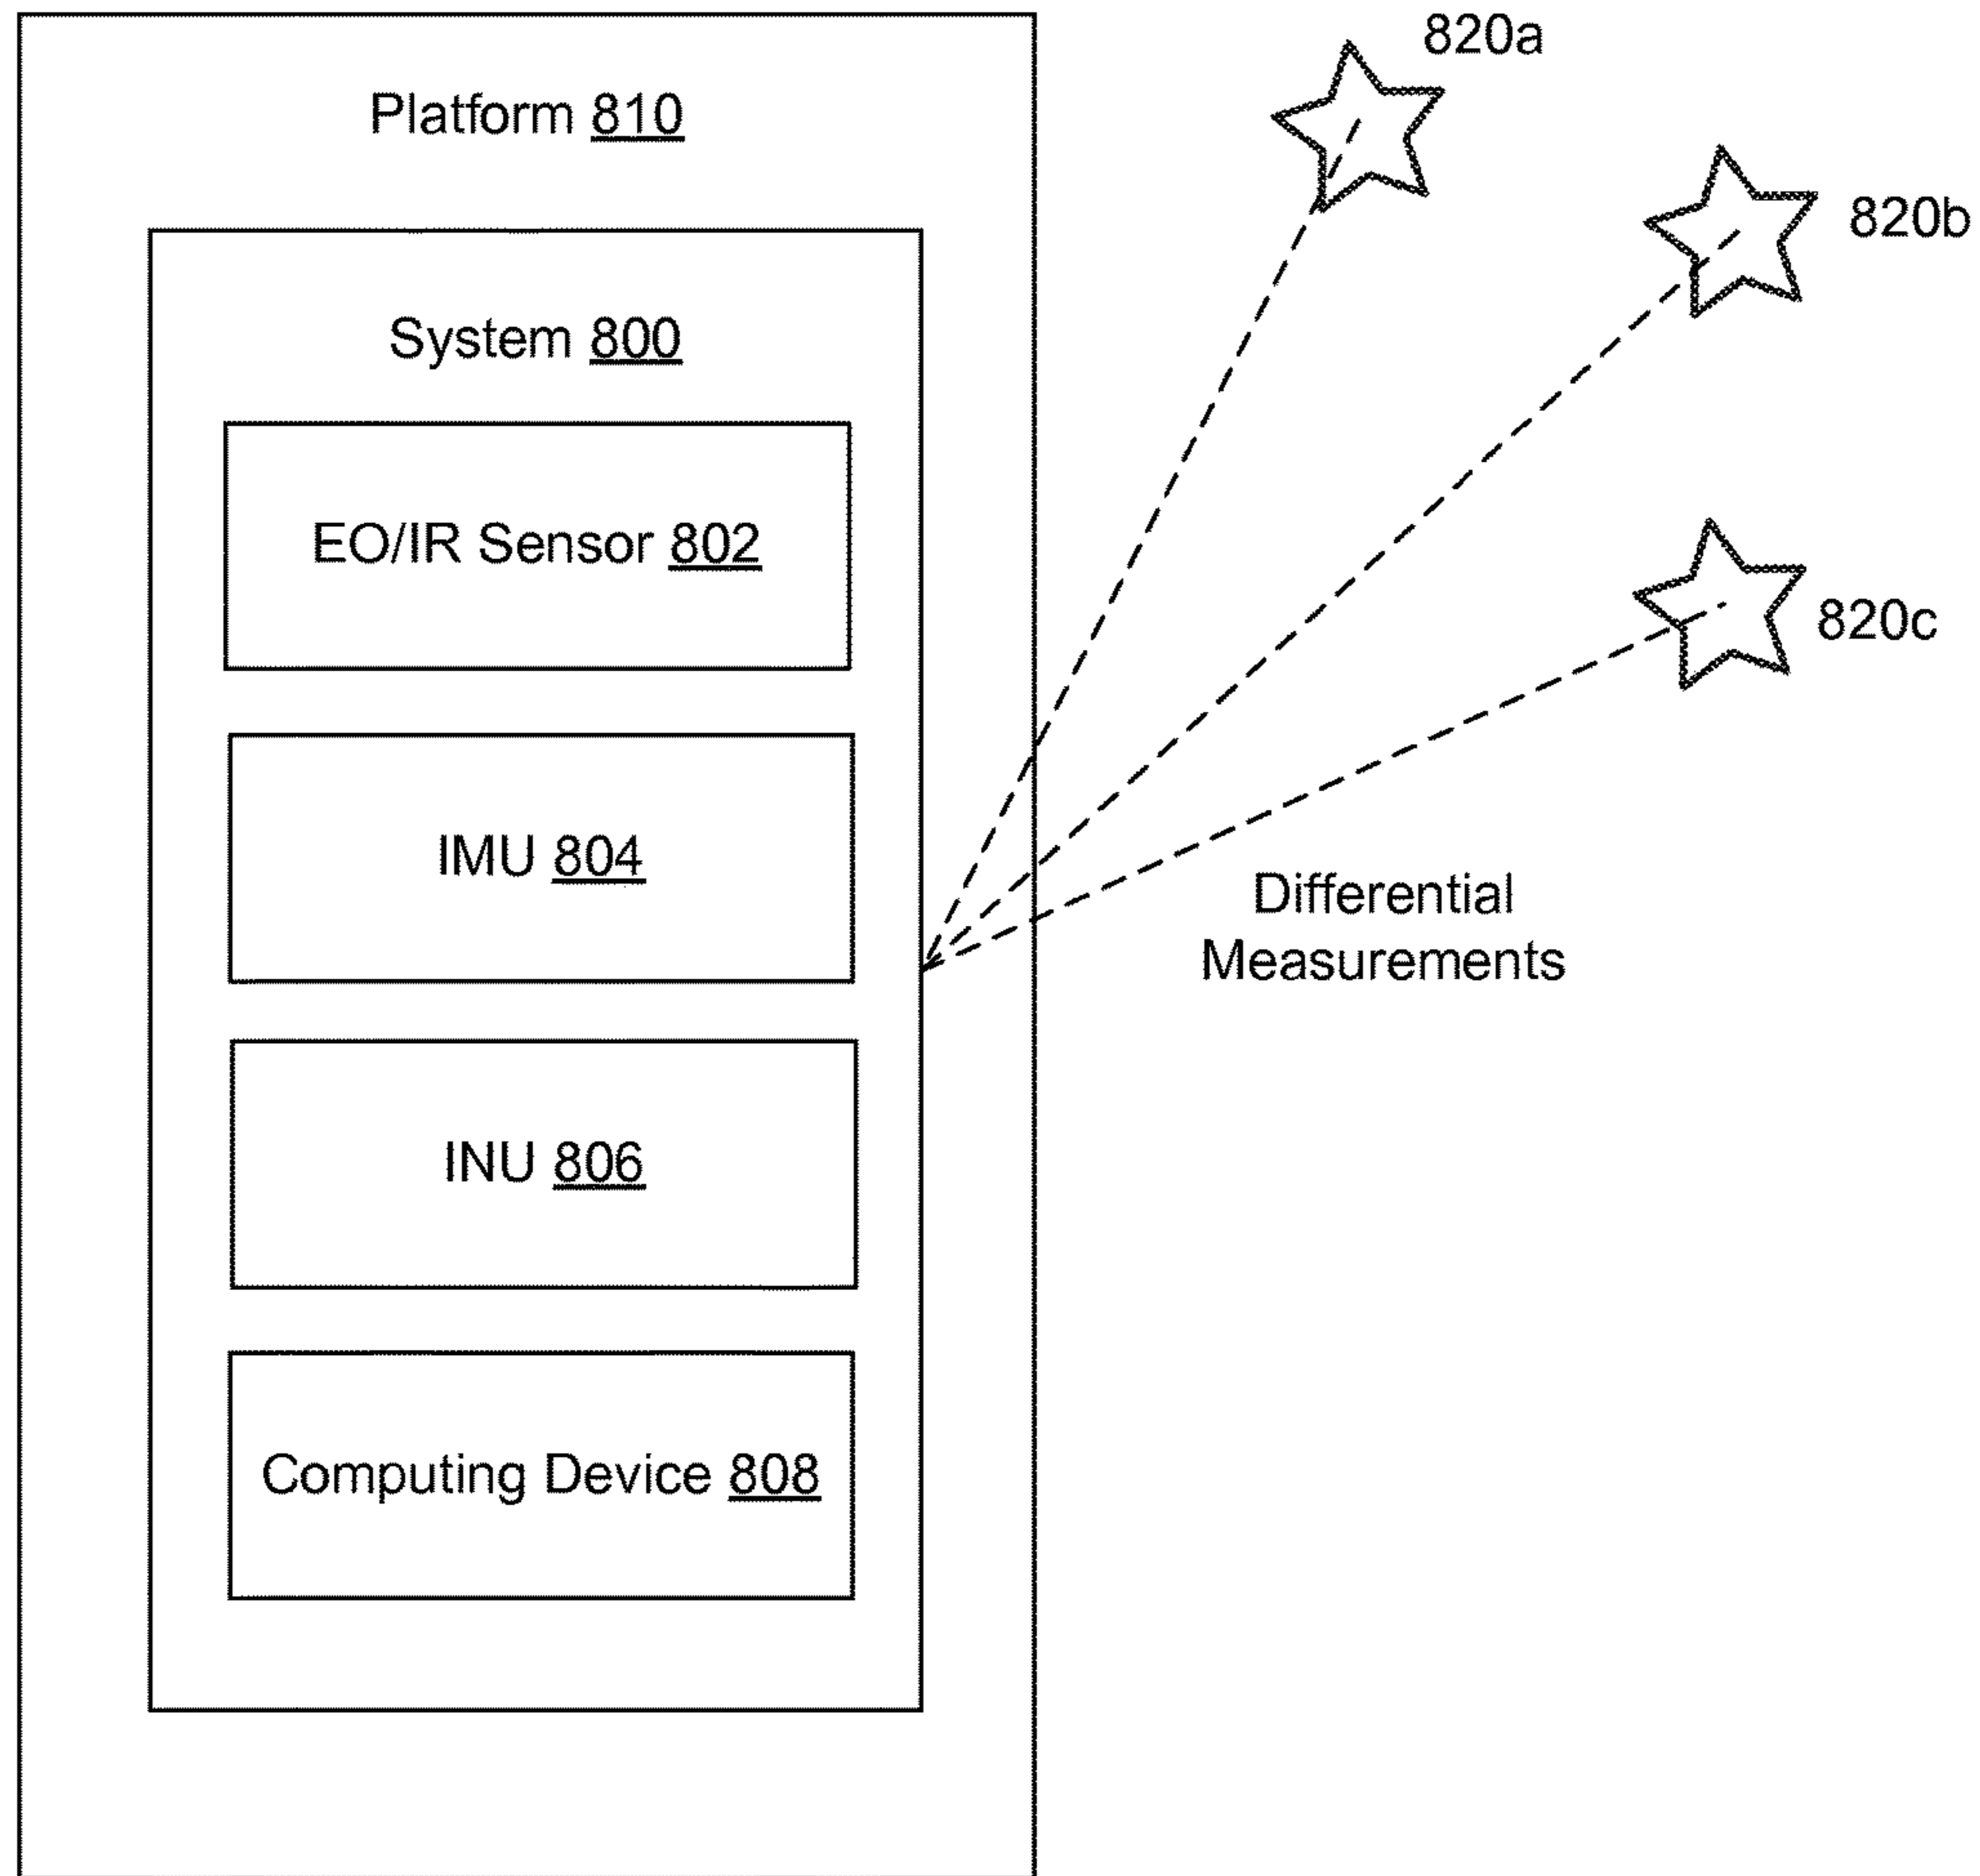 820a
Platform 810
820b
System 800
EO/IR Sensor 802
820c
IMU 804
Differential
Measurements
INU 806
Computing Device 808